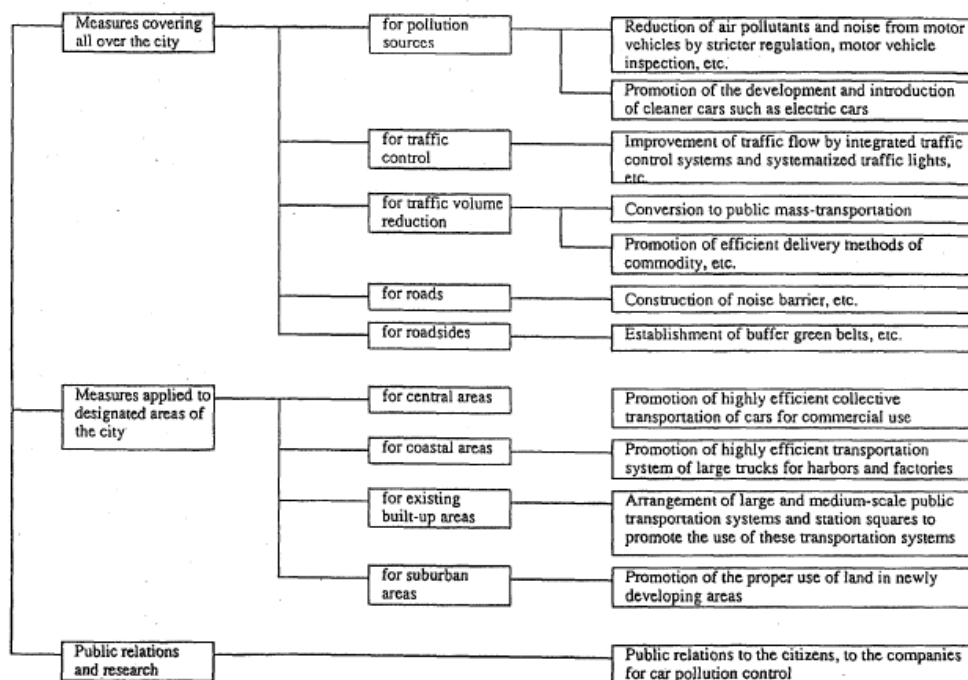 Measures covering
all over the city
for pollution
sources
Reduction of air pollutants and noise from motor
vehicles by stricter regulation, motor vehicle
inspection, etc.
Promotion of the development and introduction
of cleaner cars such as electric cars
for traffic
control
Improvement of traffic flow by integrated traffic
control systems and systematized traffic lights,
etc.
for traffic volume
reduction
Conversion to public mass-transportation
Promotion of efficient delivery methods of
commodity, etc.
for roads
Construction of noise barrier, etc.
for roadsides
Establishment of buffer green belts, etc.
Measures applied to
designated areas of
the city
for central areas
Promotion of highly efficient collective
transportation of cars for commercial use
for coastal areas
Promotion of highly efficient transportation
system of large trucks for harbors and factories
for existing
built-up areas
Arrangement of large and medium-scale public
transportation systems and station squares to
promote the use of these transportation systems
for suburban
areas
Promotion of the proper use of land in newly
developing areas
Public relations
and research
Public relations to the citizens, to the companies
for car pollution control